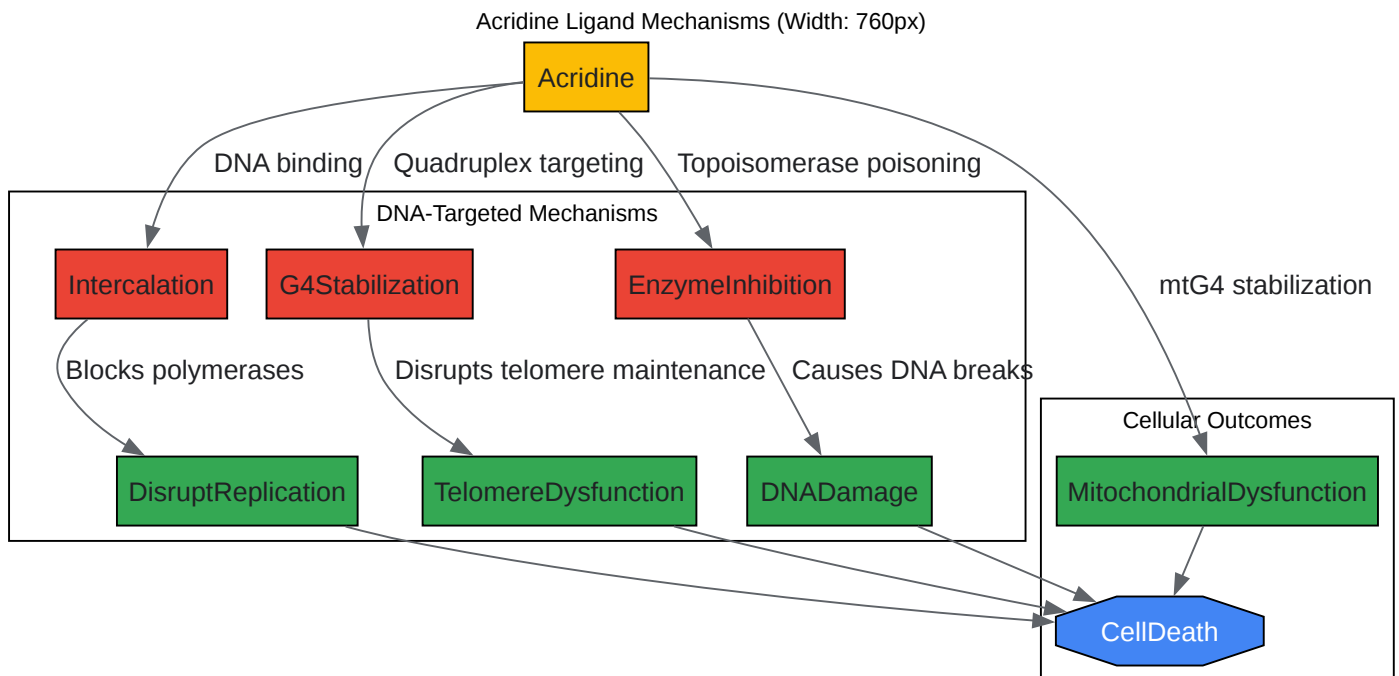 Acridine Ligand Mechanisms (Width: 760px)
Acridine
DNA binding
Quadruplex targeting
Topoisomerase poisoning
DNA-Targeted Mechanisms
Intercalation
G4Stabilization
EnzymeInhibition
mtG4 stabilization
Blocks polymerases
Disrupts telomere maintenance
Causes DNA breaks
Cellular Outcomes
DisruptReplication
TelomereDysfunction
DNADamage
MitochondrialDysfunction
CellDeath